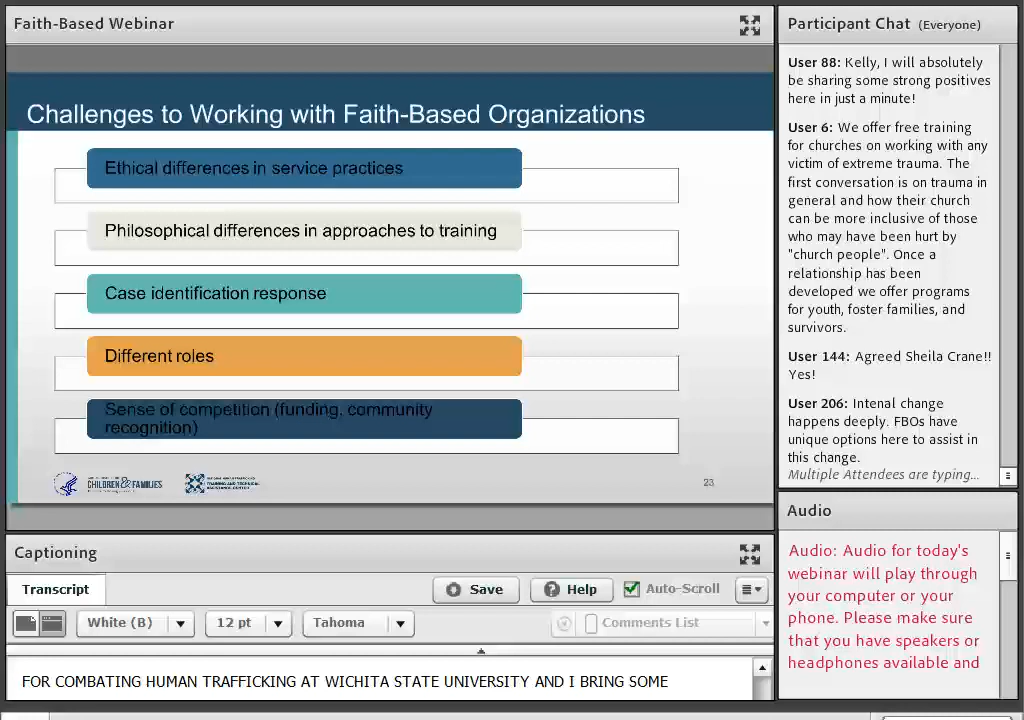 Faith-Based Webinar
Challenges to Working with Faith-Based Organizations
Ethical differences in service practices
Philosophical differences in approaches to training
Case identification response
Different roles
Sense of competition (funding, community
recognition)
CHILDREN & FAMILIES
TRAINING AND TECHNICAL
ASSISTANCE CENTER
23
Participant Chat (Everyone)
User 88: Kelly, I will absolutely
be sharing some strong positives
here in just a minute!
User 6: We offer free training
for churches on working with any
victim of extreme trauma. The
first conversation is on trauma in
general and how their church
can be more inclusive of those
who may have been hurt by
"church people". Once a
relationship has been
developed we offer programs
for youth, foster families, and
survivors.
User 144: Agreed Sheila Crane!!
Yes!
User 206: Intenal change
happens deeply. FBOs have
unique options here to assist in
this change.
Multiple Attendees are typing...
Audio
Audio: Audio for today's
webinar will play through
your computer or your
phone. Please make sure
that you have speakers or
headphones available and
Captioning
Transcript
Save
Help
Auto-Scroll
White (B)
12 pt
Tahoma
Comments List
FOR COMBATING HUMAN TRAFFICKING AT WICHITA STATE UNIVERSITY AND I BRING SOME